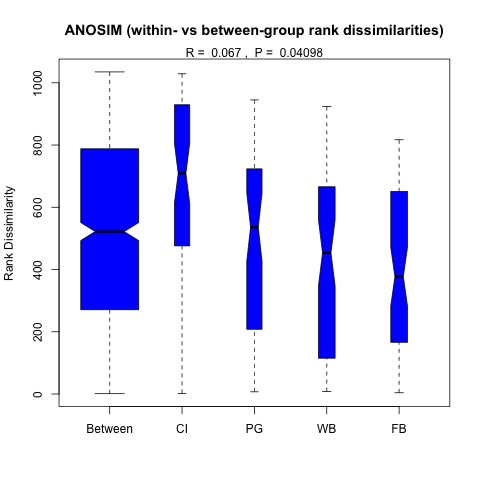 ANOSIM (within- vs between-group rank dissimilarities)
R = 0.067 , P = 0.04098
Rank Dissimilarity
1000
800
600
400
200
0
Between CI PG WB FB